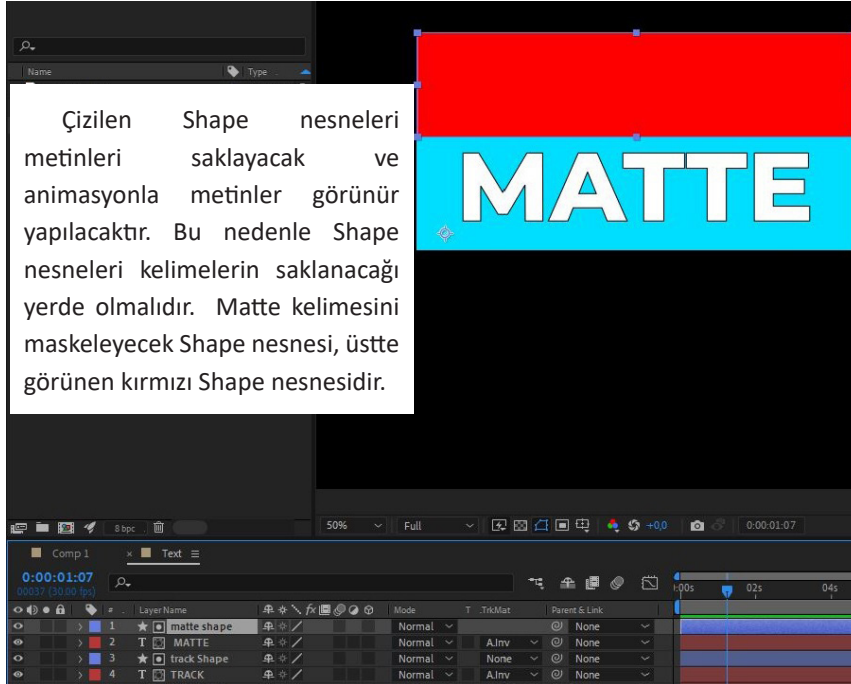 Name Type
Çizilen Shape nesneleri
metinleri saklayacak ve
animasyonla metinler görünür
yapılacaktır. Bu nedenle Shape
nesneleri kelimelerin saklanacağı
yerde olmalıdır. Matte kelimesini
maskeleyecek Shape nesnesi, üstte
görünen kırmızı Shape nesnesidir.
MATTE
8 bpc
50% Full +0,0 0:00:01:07
Comp 1 × Text
0:00:01:07
00037 (30.00 fps)
:00s 02s 04s
# . Layer Name fx Mode T .TrkMat Parent & Link
1 matte shape Normal None
2 T MATTE Normal A.Inv None
3 track Shape Normal None None
4 T TRACK Normal A.Inv None